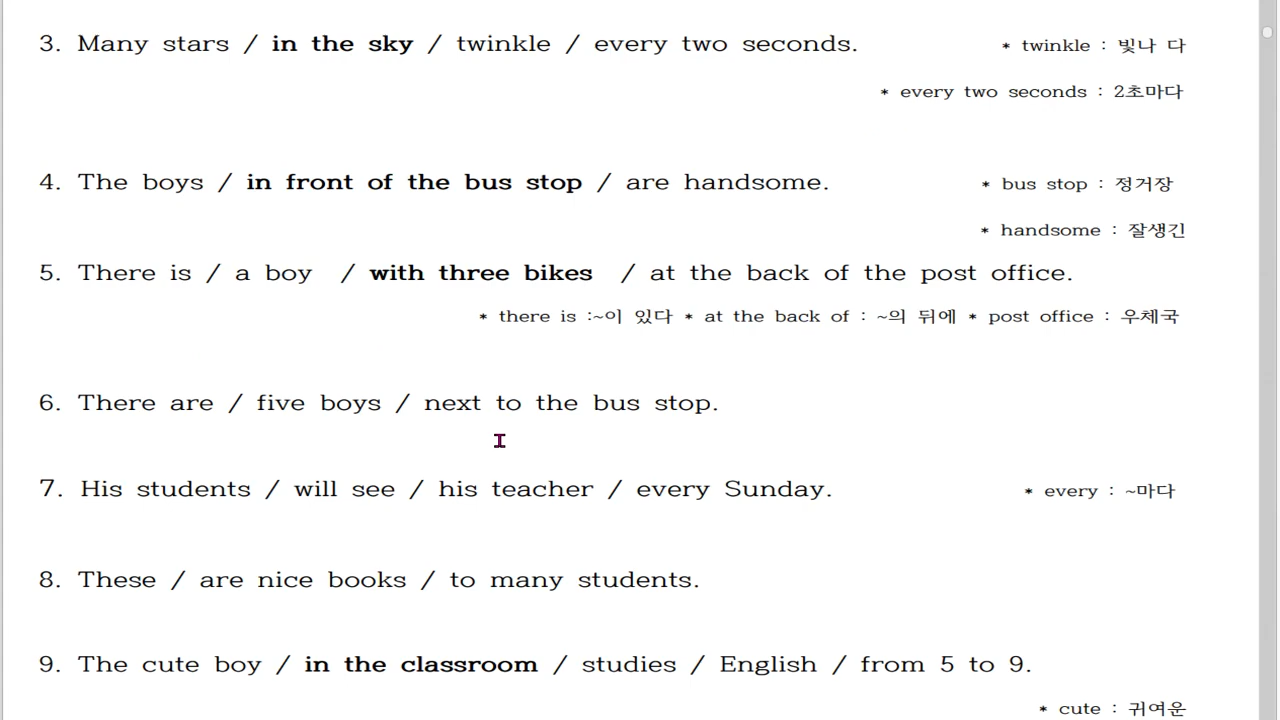 3. Many stars / in the sky / twinkle / every two seconds. * twinkle : 빛나 다
* every two seconds : 2초마다
4. The boys / in front of the bus stop / are handsome. * bus stop : 정거장
* handsome : 잘생긴
5. There is / a boy / with three bikes / at the back of the post office.
* there is :~이 있다 * at the back of : ~의 뒤에 * post office : 우체국
6. There are / five boys / next to the bus stop.
7. His students / will see / his teacher / every Sunday. * every : ~마다
8. These / are nice books / to many students.
9. The cute boy / in the classroom / studies / English / from 5 to 9.
* cute : 귀여운